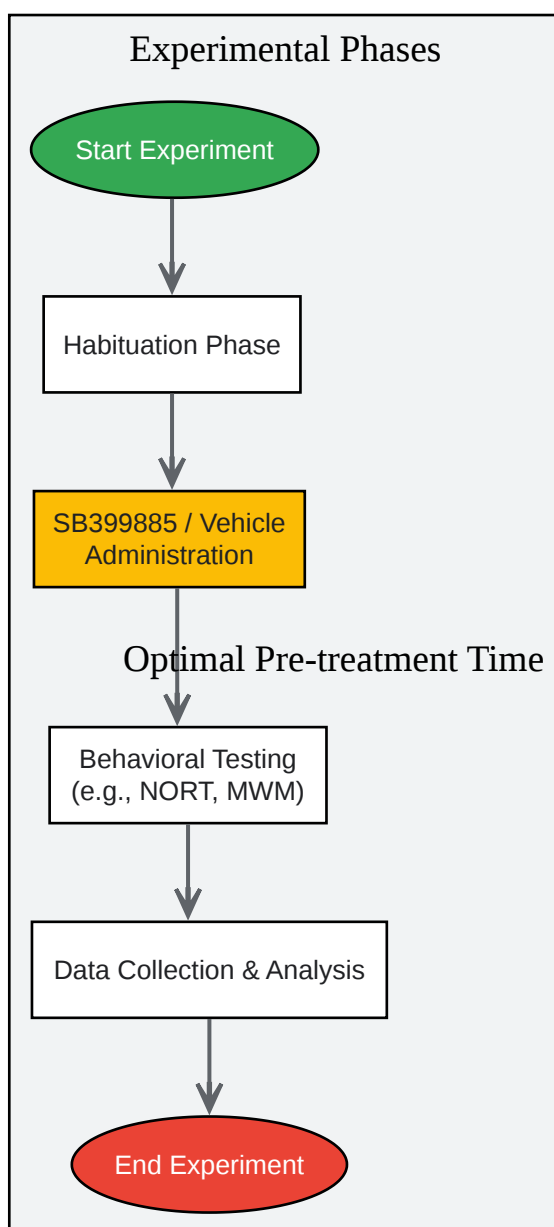 Experimental Phases
Start Experiment
Habituation Phase
SB399885 / Vehicle
Administration
Optimal Pre-treatment Time
Behavioral Testing
(e.g., NORT, MWM)
Data Collection & Analysis
End Experiment